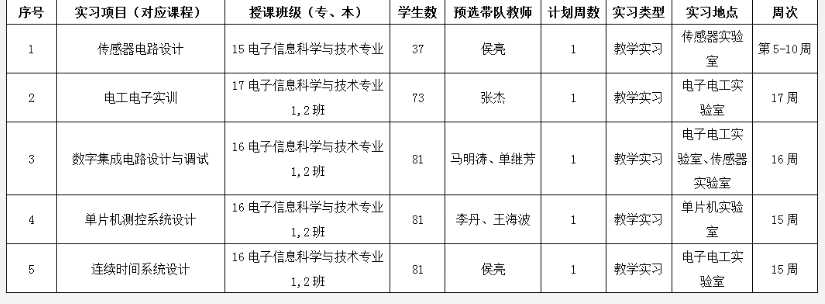 序号 实习项目（对应课程） 授课班级（专、本） 学生数 预选带队教师 计划周数 实习类型 实习地点 周次
1 传感器电路设计 15 电子信息科学与技术专业 37 侯亮 1 教学实习 传感器实验室 第 5-10 周
2 电工电子实训 17 电子信息科学与技术专业 1,2 班 73 张杰 1 教学实习 电子电工实验室 17 周
3 数字集成电路设计与调试 16 电子信息科学与技术专业 1,2 班 81 马明涛、单继芳 1 教学实习 电子电工实验室、传感器实验室 16 周
4 单片机测控系统设计 16 电子信息科学与技术专业 1,2 班 81 李丹、王海波 1 教学实习 单片机实验室 15 周
5 连续时间系统设计 16 电子信息科学与技术专业 1,2 班 81 侯亮 1 教学实习 电子电工实验室 15 周